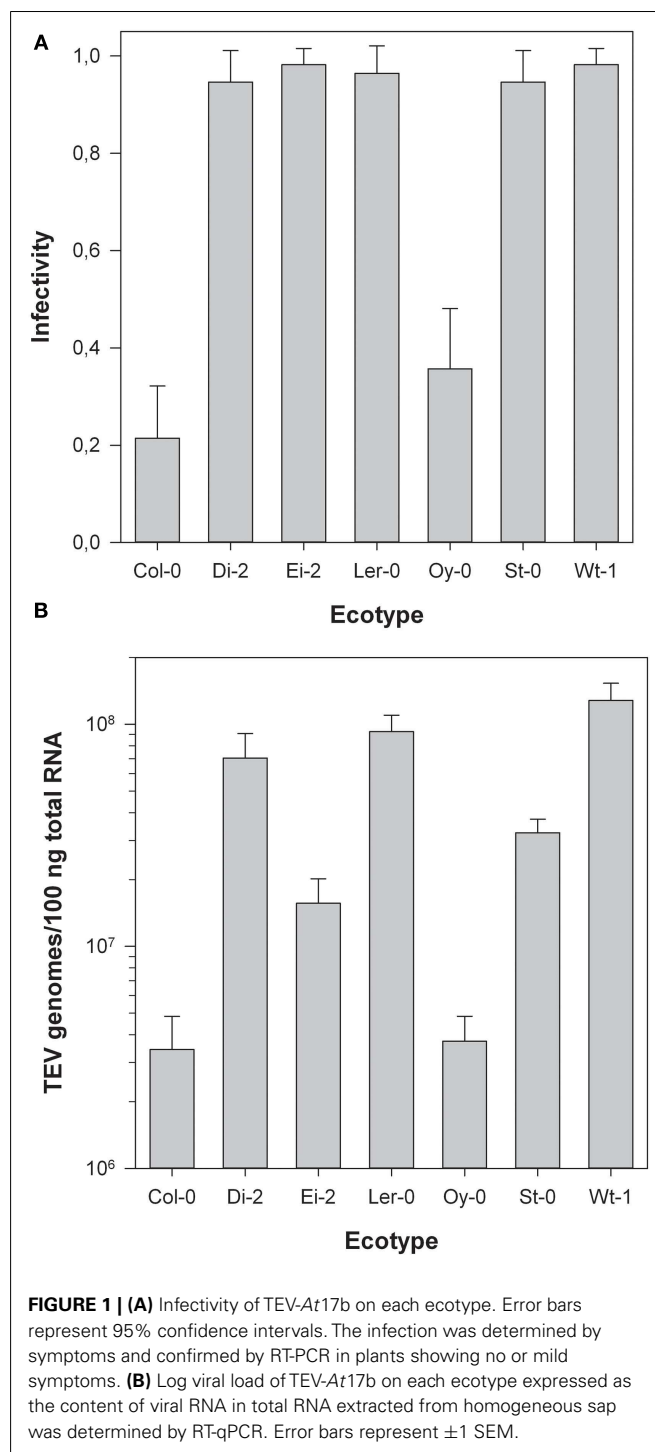 A
1,0
0,8
0,6
0,4
0,2
0,0
Infectivity
Col-0 Di-2 Ei-2 Ler-0 Oy-0 St-0 Wt-1
Ecotype
B
10⁸
10⁷
10⁶
TEV genomes/100 ng total RNA
Col-0 Di-2 Ei-2 Ler-0 Oy-0 St-0 Wt-1
Ecotype
FIGURE 1 | (A) Infectivity of TEV-At17b on each ecotype. Error bars
represent 95% confidence intervals. The infection was determined by
symptoms and confirmed by RT-PCR in plants showing no or mild
symptoms. (B) Log viral load of TEV-At17b on each ecotype expressed as
the content of viral RNA in total RNA extracted from homogeneous sap
was determined by RT-qPCR. Error bars represent ±1 SEM.